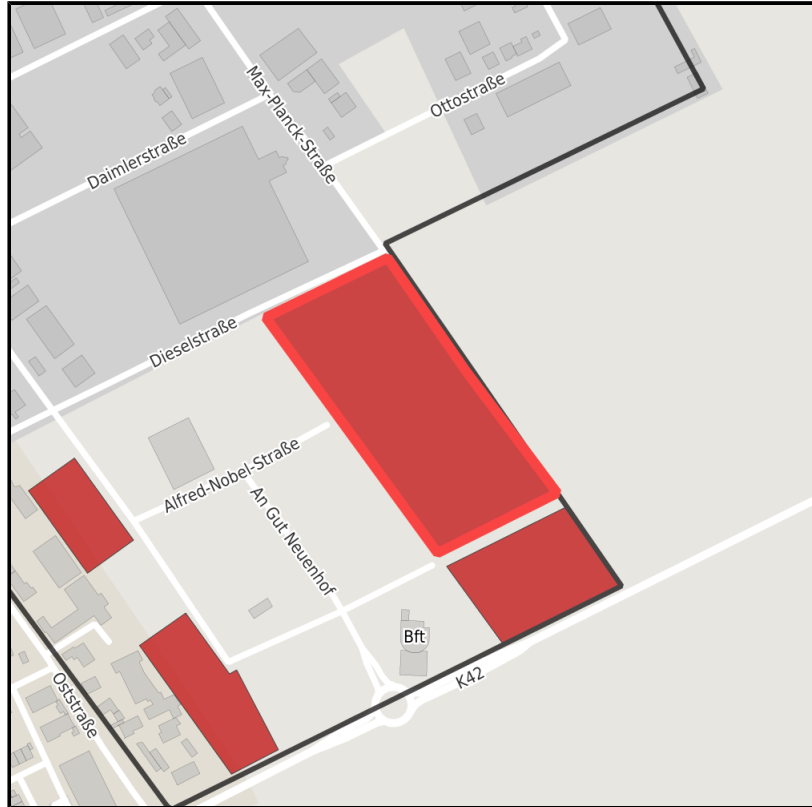 Max-Planck-Straße
Ottostraße
Daimlerstraße
Dieselstraße
Alfred-Nobel-Straße
An Gut Neuenhof
Bft
K42
Oststraße